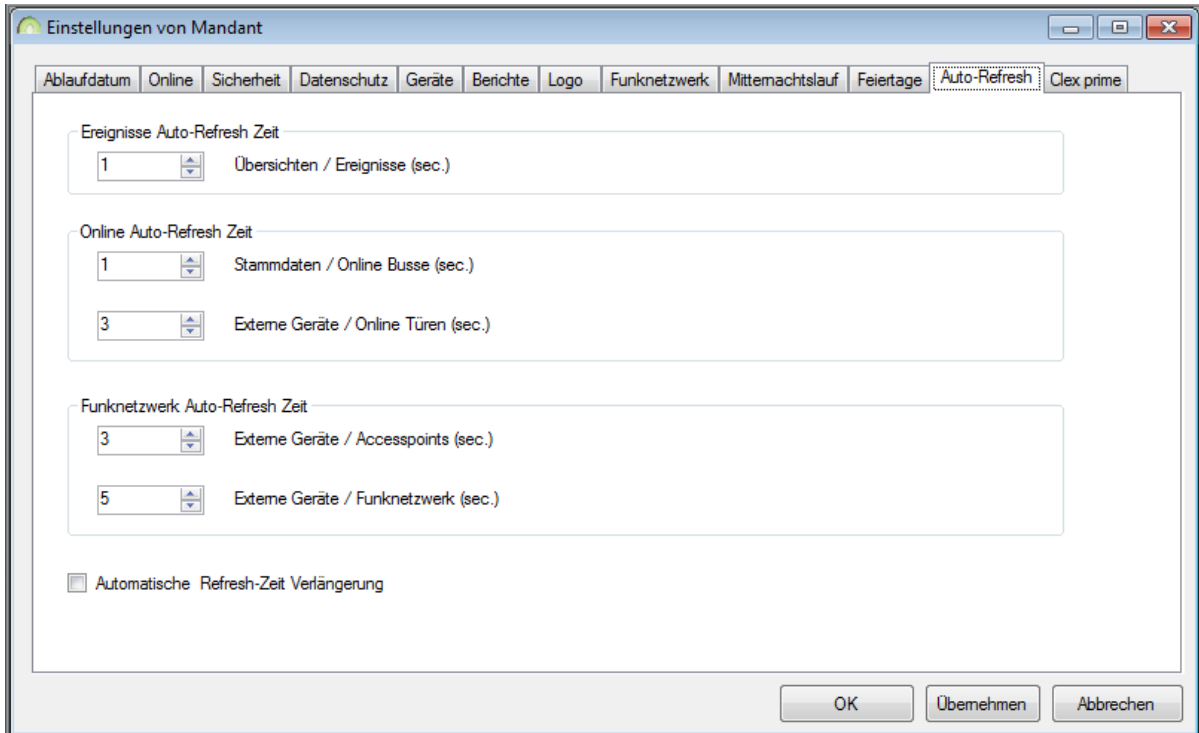 Einstellungen von Mandant
Ablaufdatum Online Sicherheit Datenschutz Geräte Berichte Logo Funknetzwerk Mitternachtslauf Feiertage Auto-Refresh Clex prime
Ereignisse Auto-Refresh Zeit
1 Übersichten / Ereignisse (sec.)
Online Auto-Refresh Zeit
1 Stammdaten / Online Busse (sec.)
3 Externe Geräte / Online Türen (sec.)
Funknetzwerk Auto-Refresh Zeit
3 Externe Geräte / Accesspoints (sec.)
5 Externe Geräte / Funknetzwerk (sec.)
Automatische Refresh-Zeit Verlängerung
OK Übernehmen Abbrechen